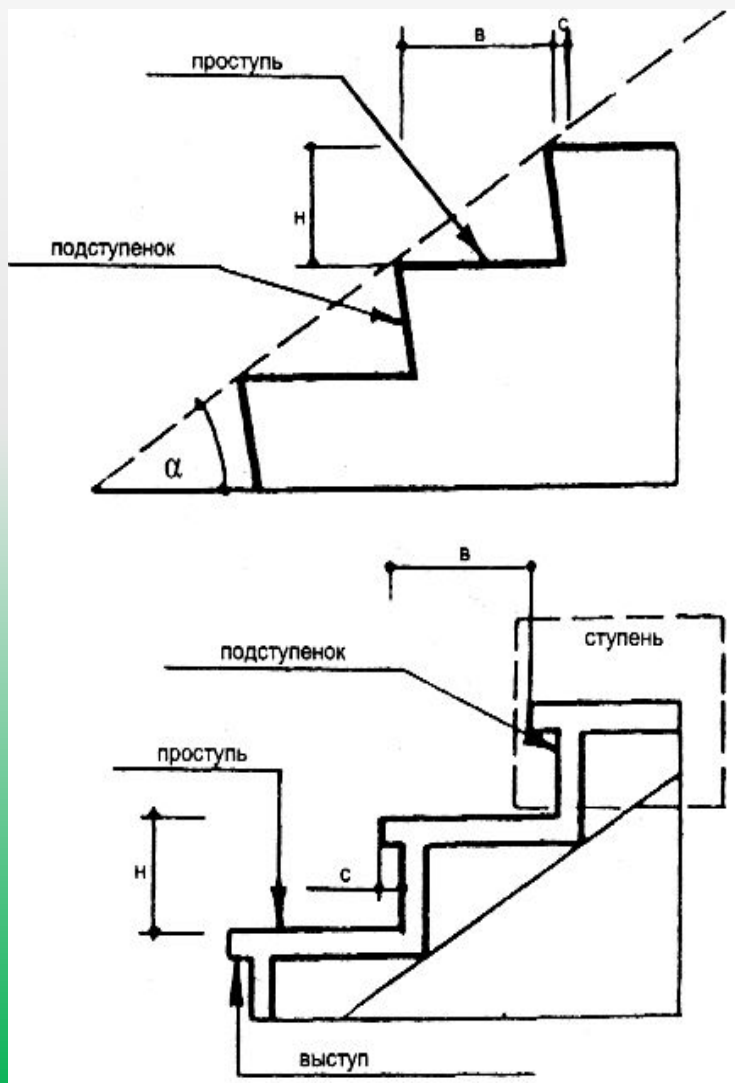 в
с
проступь
н
подступенок
α
в
ступень
подступенок
проступь
н
с
выступ